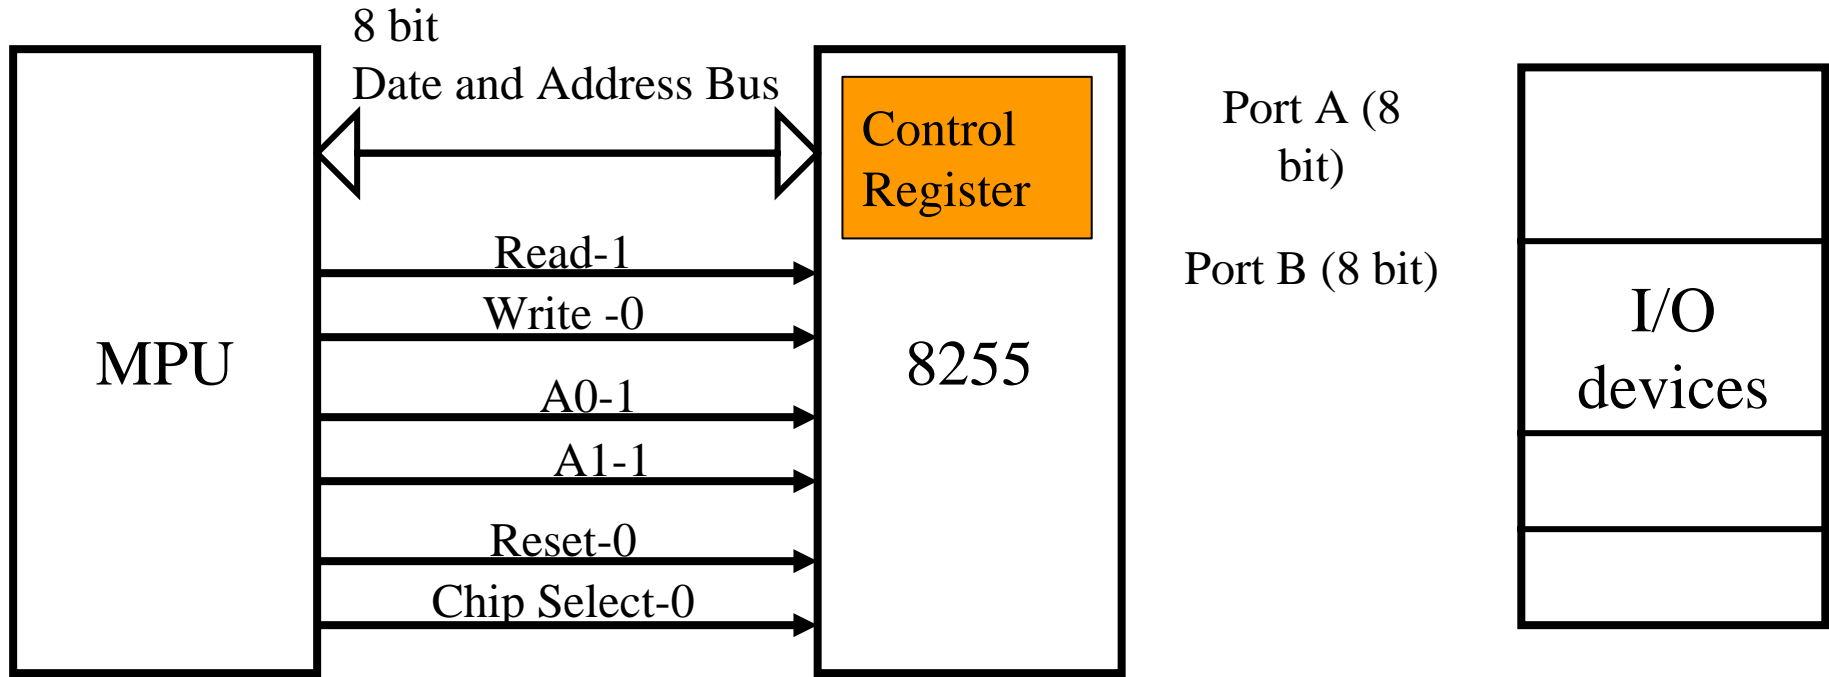 8 bit
Date and Address Bus
Control
Register
Port A (8
bit)
Read-1
Port B (8 bit)
Write -0
I/O
devices
MPU
8255
A0-1
A1-1
Reset-0
Chip Select-0